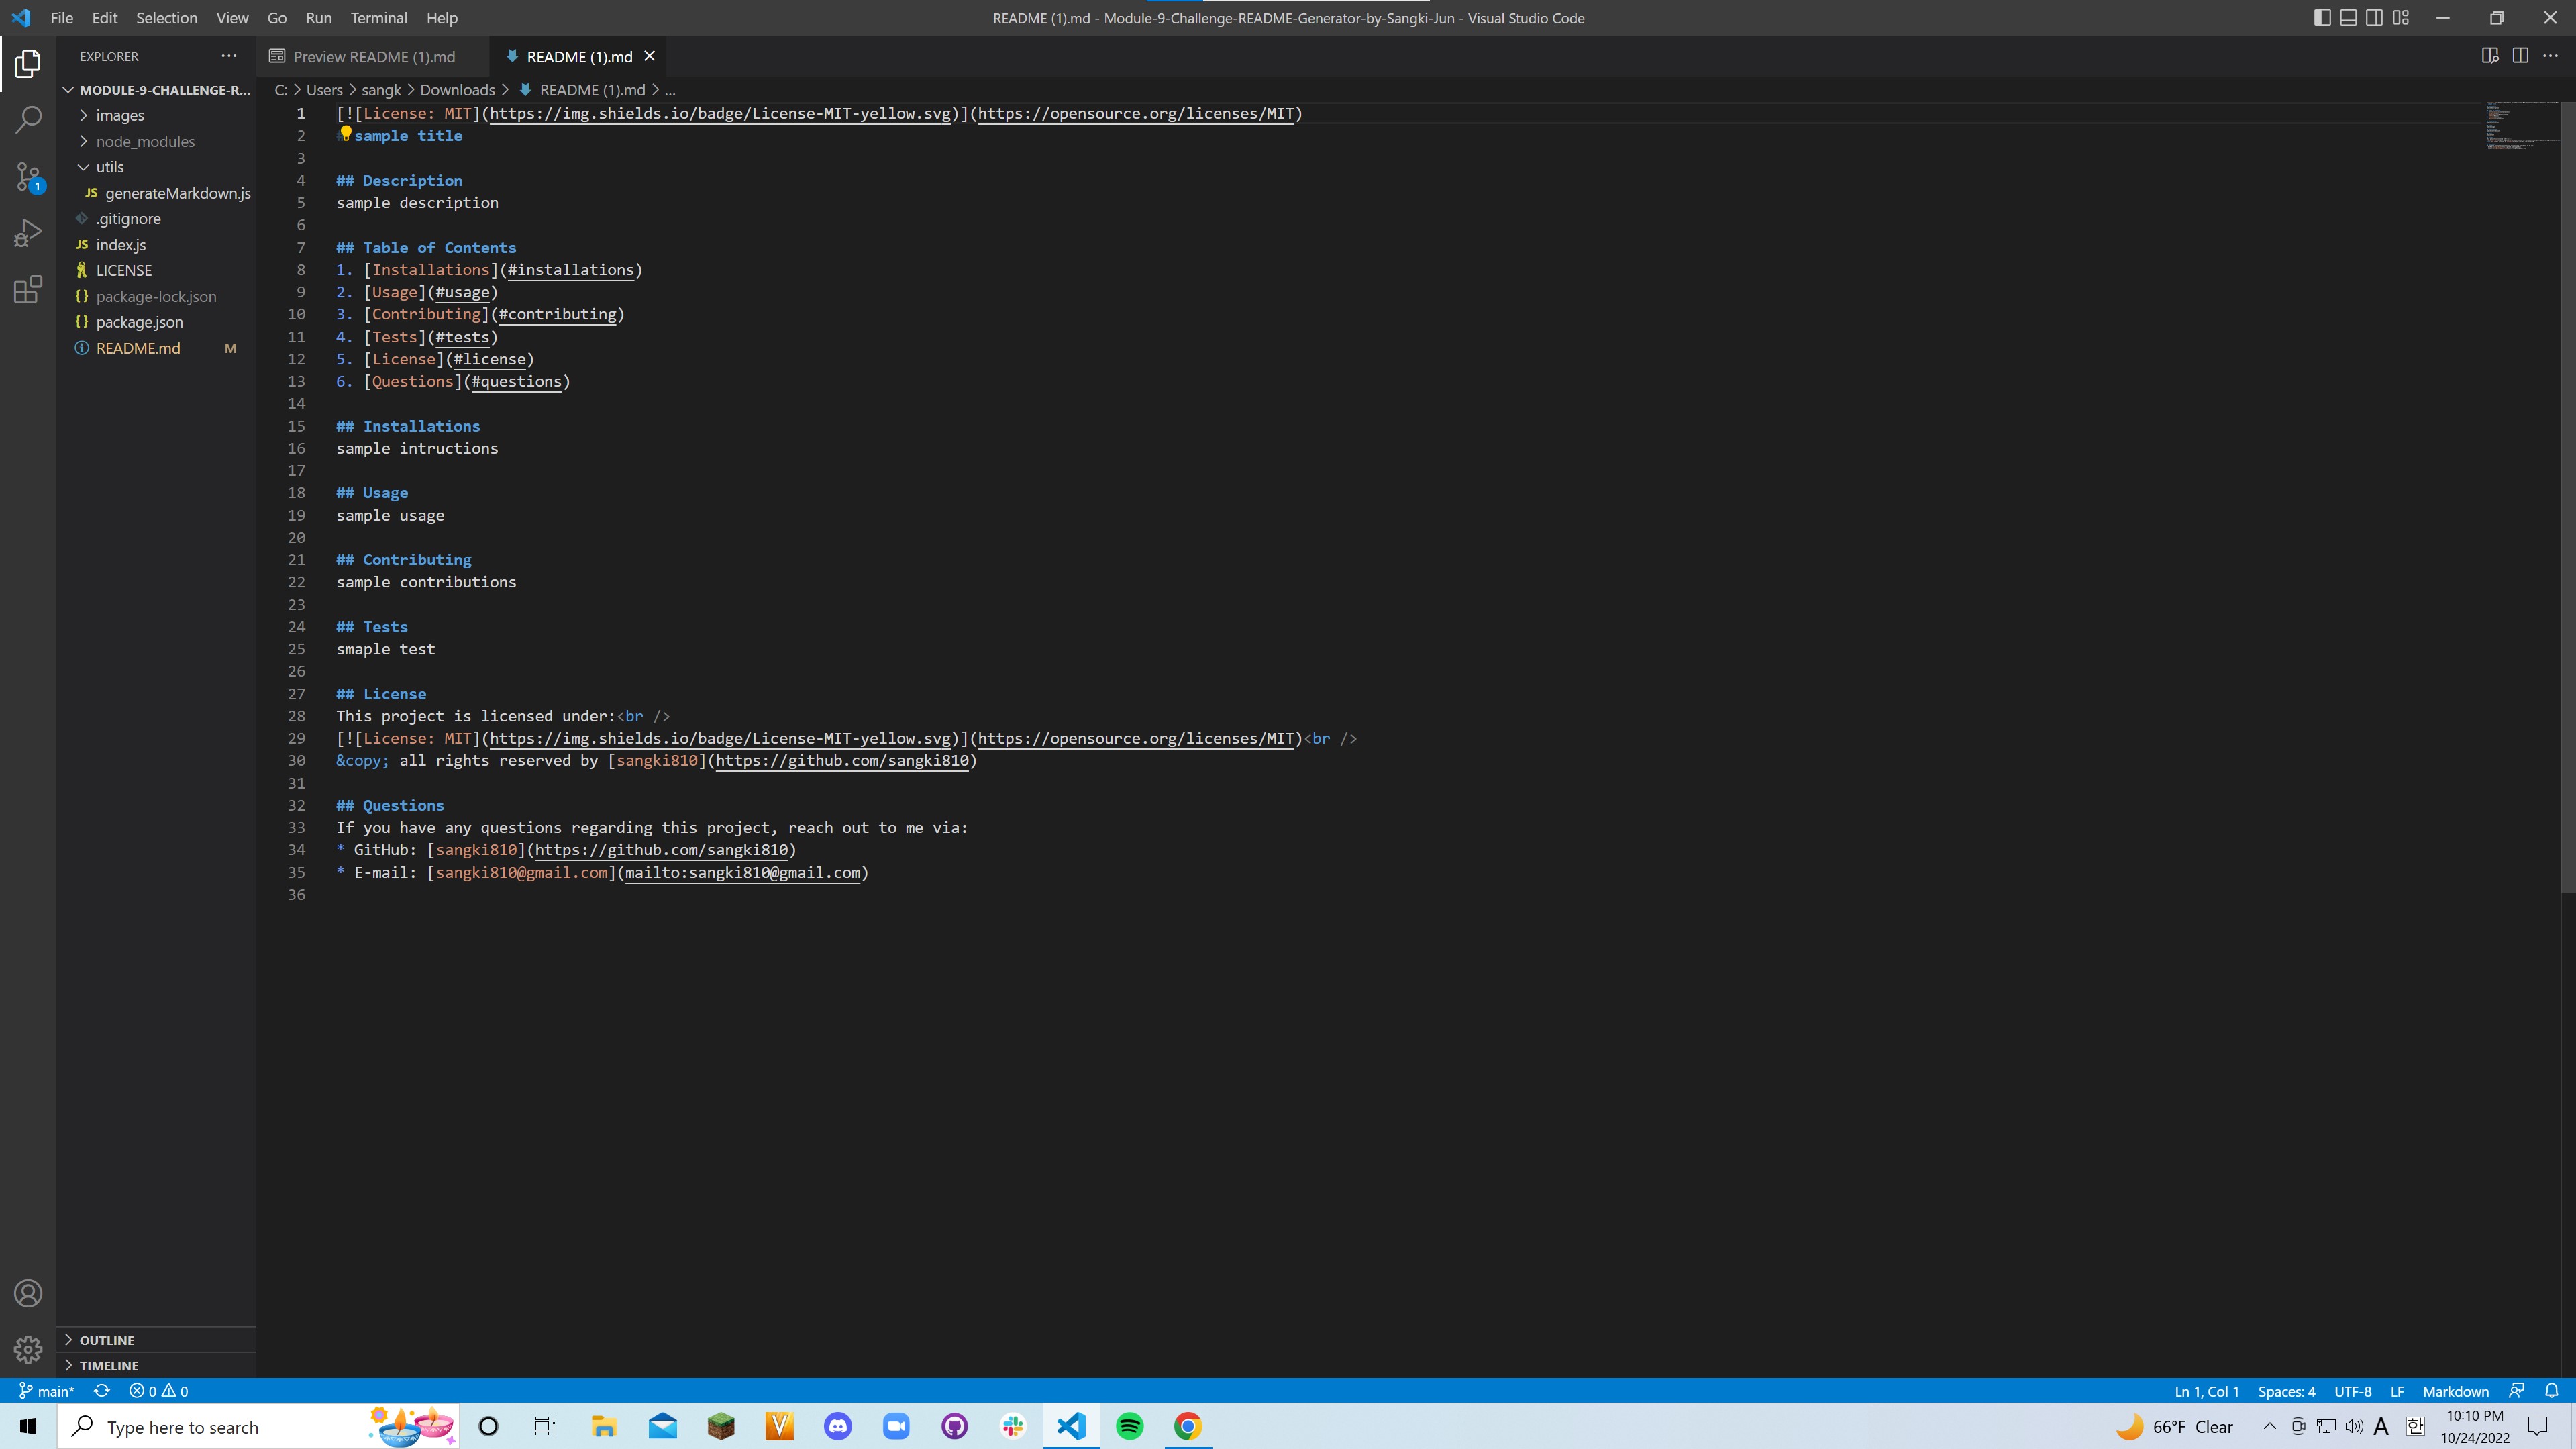 File Edit Selection View Go Run Terminal Help
README (1).md - Module-9-Challenge-README-Generator-by-Sangki-Jun - Visual Studio Code
EXPLORER
Preview README (1).md
README (1).md
MODULE-9-CHALLENGE-R...
images
node_modules
utils
JS generateMarkdown.js
.gitignore
JS index.js
LICENSE
{} package-lock.json
{} package.json
README.md M
OUTLINE
TIMELINE
C: > Users > sangk > Downloads > README (1).md > ...
1 [![License: MIT](https://img.shields.io/badge/License-MIT-yellow.svg)](https://opensource.org/licenses/MIT)
2 sample title
3
4 ## Description
5 sample description
6
7 ## Table of Contents
8 1. [Installations](#installations)
9 2. [Usage](#usage)
10 3. [Contributing](#contributing)
11 4. [Tests](#tests)
12 5. [License](#license)
13 6. [Questions](#questions)
14
15 ## Installations
16 sample intructions
17
18 ## Usage
19 sample usage
20
21 ## Contributing
22 sample contributions
23
24 ## Tests
25 smaple test
26
27 ## License
28 This project is licensed under:<br />
29 [![License: MIT](https://img.shields.io/badge/License-MIT-yellow.svg)](https://opensource.org/licenses/MIT)<br />
30 &copy; all rights reserved by [sangki810](https://github.com/sangki810)
31
32 ## Questions
33 If you have any questions regarding this project, reach out to me via:
34 * GitHub: [sangki810](https://github.com/sangki810)
35 * E-mail: [sangki810@gmail.com](mailto:sangki810@gmail.com)
36
main* 0 0
Ln 1, Col 1 Spaces: 4 UTF-8 LF Markdown
Type here to search
66°F Clear
A 한
10:10 PM
10/24/2022